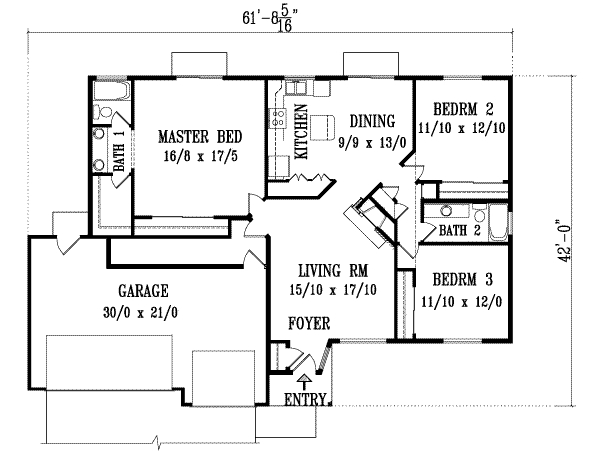 61'-8 5/16"
BEDRM 2
11/10 x 12/10
DINING
9/9 x 13/0
KITCHEN
MASTER BED
16/8 x 17/5
BATH 1
BATH 2
42'-0"
LIVING RM
15/10 x 17/10
BEDRM 3
11/10 x 12/0
GARAGE
30/0 x 21/0
FOYER
ENTRY